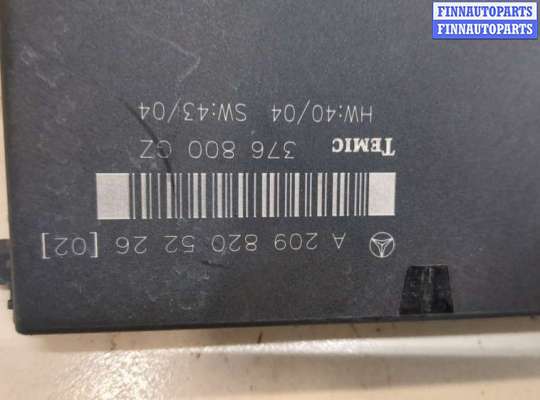 FINNAUTOPARTS
FINNAUTOPARTS
A 209 820 52 26 [02]
TEMIC 376 800 CZ
HW:40/04 SW:43/04